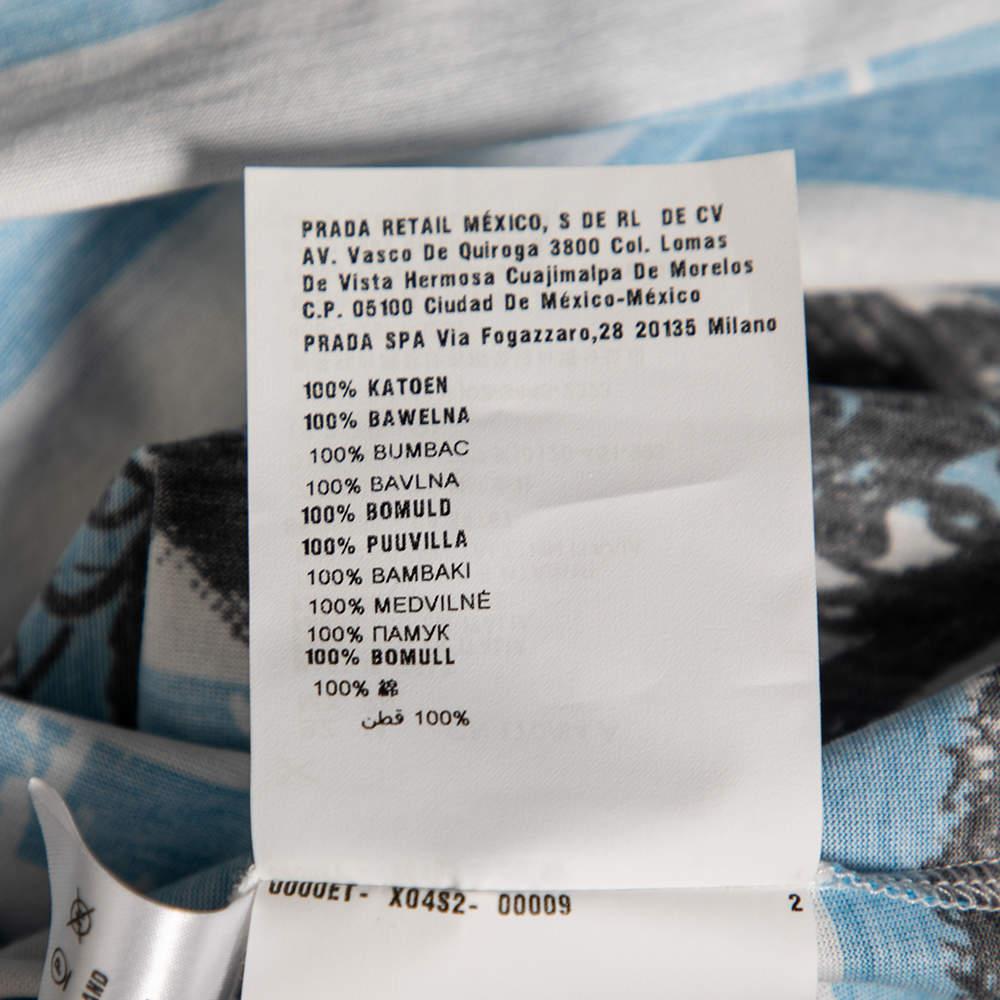 PRADA RETAIL MÉXICO, S DE RL DE CV
AV. Vasco De Quiroga 3800 Col. Lomas
De Vista Hermosa Cuajimalpa De Morelos
C.P. 05100 Ciudad De México-México
PRADA SPA Via Fogazzaro,28 20135 Milano
100% KATOEN
100% BAWELNA
100% BUMBAC
100% BAVLNA
100% BOMULD
100% PUUVILLA
100% BAMBAKI
100% MEDVILNĖ
100% ПАМУК
100% BOMULL
100% 綿
100% قطن
0000ET- X04S2- 00009 2